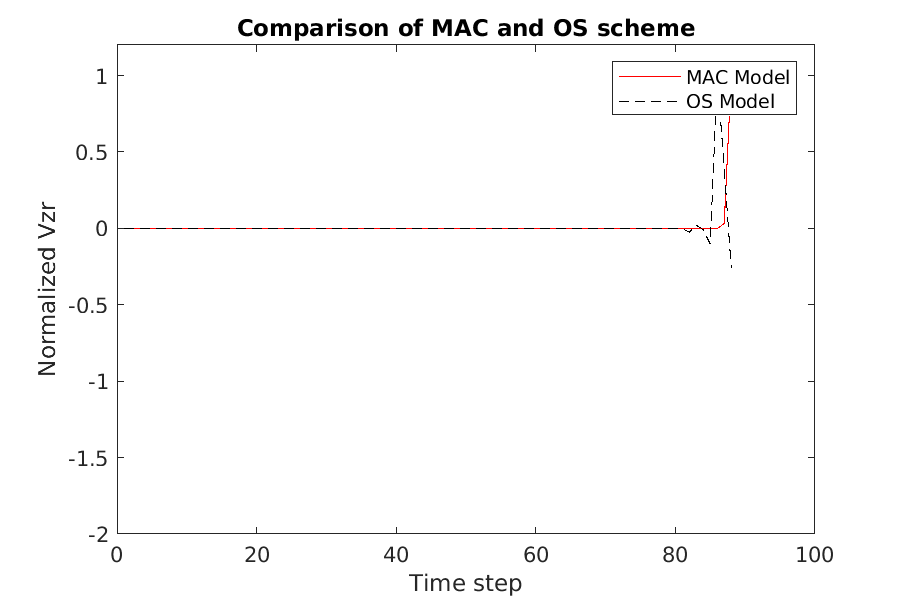 Comparison of MAC and OS scheme
MAC Model
OS Model
1
0.5
0
-0.5
-1
-1.5
-2
Normalized Vzr
0 20 40 60 80 100
Time step